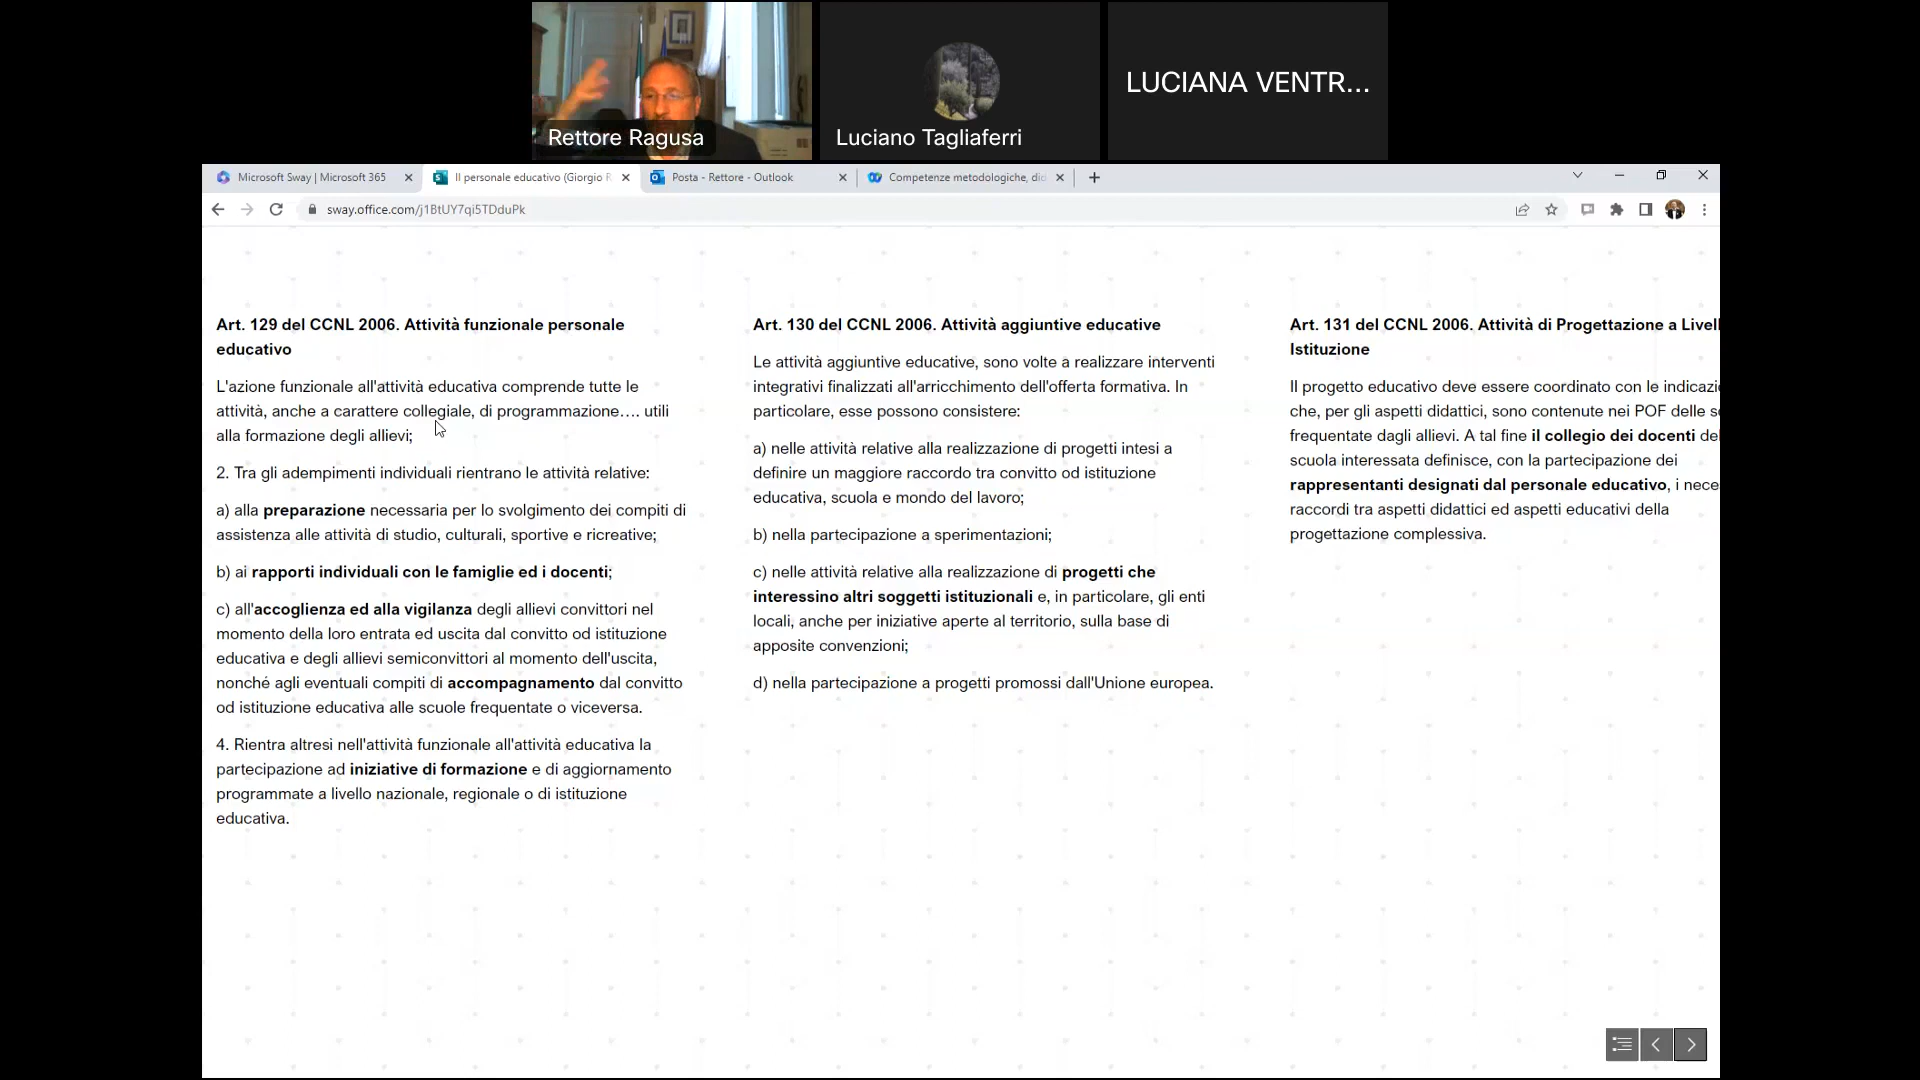 Rettore Ragusa
Luciano Tagliaferri
LUCIANA VENTR...
Microsoft Sway | Microsoft 365
Il personale educativo (Giorgio R
Posta - Rettore - Outlook
Competenze metodologiche, did
sway.office.com/j1BtUY7qi5TDduPk
Art. 129 del CCNL 2006. Attività funzionale personale
educativo
L'azione funzionale all'attività educativa comprende tutte le
attività, anche a carattere collegiale, di programmazione…. utili
alla formazione degli allievi;
2. Tra gli adempimenti individuali rientrano le attività relative:
a) alla preparazione necessaria per lo svolgimento dei compiti di
assistenza alle attività di studio, culturali, sportive e ricreative;
b) ai rapporti individuali con le famiglie ed i docenti;
c) all'accoglienza ed alla vigilanza degli allievi convittori nel
momento della loro entrata ed uscita dal convitto od istituzione
educativa e degli allievi semiconvittori al momento dell'uscita,
nonché agli eventuali compiti di accompagnamento dal convitto
od istituzione educativa alle scuole frequentate o viceversa.
4. Rientra altresì nell'attività funzionale all'attività educativa la
partecipazione ad iniziative di formazione e di aggiornamento
programmate a livello nazionale, regionale o di istituzione
educativa.
Art. 130 del CCNL 2006. Attività aggiuntive educative
Le attività aggiuntive educative, sono volte a realizzare interventi
integrativi finalizzati all'arricchimento dell'offerta formativa. In
particolare, esse possono consistere:
a) nelle attività relative alla realizzazione di progetti intesi a
definire un maggiore raccordo tra convitto od istituzione
educativa, scuola e mondo del lavoro;
b) nella partecipazione a sperimentazioni;
c) nelle attività relative alla realizzazione di progetti che
interessino altri soggetti istituzionali e, in particolare, gli enti
locali, anche per iniziative aperte al territorio, sulla base di
apposite convenzioni;
d) nella partecipazione a progetti promossi dall'Unione europea.
Art. 131 del CCNL 2006. Attività di Progettazione a Livell
Istituzione
Il progetto educativo deve essere coordinato con le indicazi
che, per gli aspetti didattici, sono contenute nei POF delle s
frequentate dagli allievi. A tal fine il collegio dei docenti del
scuola interessata definisce, con la partecipazione dei
rappresentanti designati dal personale educativo, i nece
raccordi tra aspetti didattici ed aspetti educativi della
progettazione complessiva.